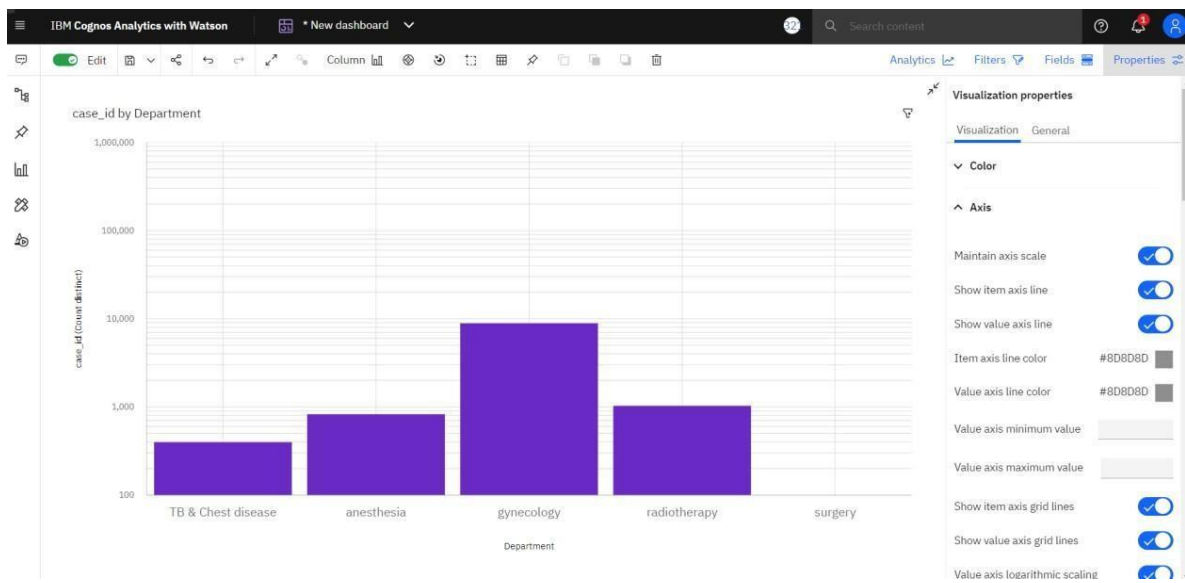 IBM Cognos Analytics with Watson
* New dashboard
Search content
1
Edit
Column
Analytics
Filters
Fields
Properties
case_id by Department
1,000,000
100,000
10,000
1,000
100
case_id (Count distinct)
TB & Chest disease
anesthesia
gynecology
radiotherapy
surgery
Department
Visualization properties
Visualization General
Color
Axis
Maintain axis scale
Show item axis line
Show value axis line
Item axis line color #8D8D8D
Value axis line color #8D8D8D
Value axis minimum value
Value axis maximum value
Show item axis grid lines
Show value axis grid lines
Value axis logarithmic scaling